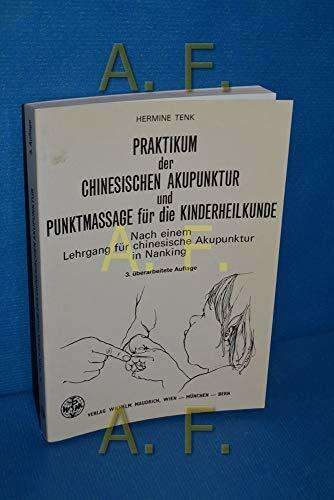 A. F.
HERMINE TENK
PRAKTIKUM
der
CHINESISCHEN AKUPUNKTUR
und
PUNKTMASSAGE für die KINDERHEILKUNDE
Nach einem
Lehrgang für chinesische Akupunktur
in Nanking
3. überarbeitete Auflage
A. F.
VERLAG WILHELM MAUDRICH, WIEN — MÜNCHEN — BERN
A. F.